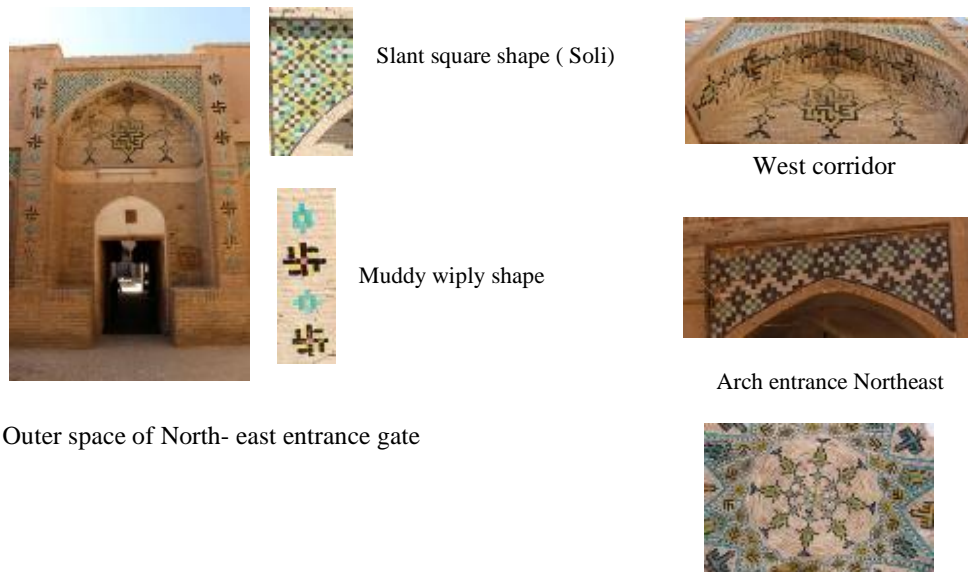 Slant square shape ( Soli)
West corridor
Muddy wiply shape
Arch entrance Northeast
Outer space of North- east entrance gate